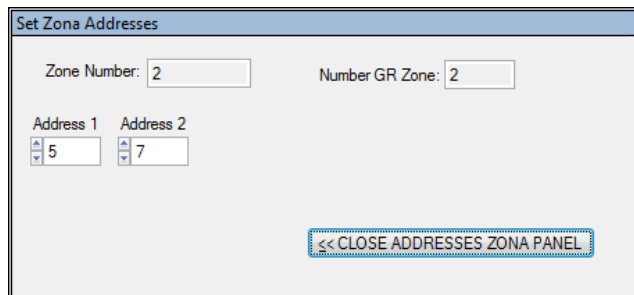 Set Zona Addresses
Zone Number: 2 Number GR Zone: 2
Address 1 Address 2
5 7
<< CLOSE ADDRESSES ZONA PANEL